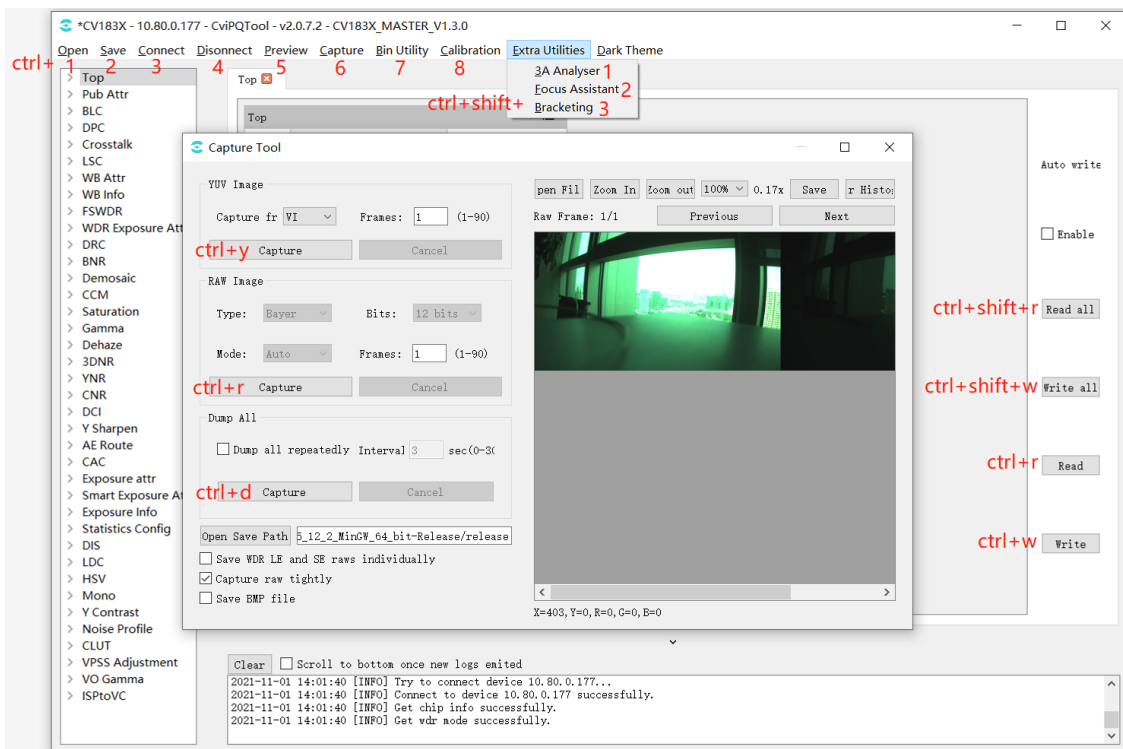 *CV183X - 10.80.0.177 - CviPQTool - v2.0.7.2 - CV183X_MASTER_V1.3.0
Open Save Connect Disonnect Preview Capture Bin Utility Calibration Extra Utilities Dark Theme
ctrl+ 1 2 3 4 5 6 7 8
3A Analyser 1
Focus Assistant 2
ctrl+shift+ Bracketing 3
Top
Pub Attr
BLC
DPC
Crosstalk
LSC
WB Attr
WB Info
FSWDR
WDR Exposure Att
DRC
BNR
Demosaic
CCM
Saturation
Gamma
Dehaze
3DNR
YNR
CNR
DCI
Y Sharpen
AE Route
CAC
Exposure attr
Smart Exposure At
Exposure Info
Statistics Config
DIS
LDC
HSV
Mono
Y Contrast
Noise Profile
CLUT
VPSS Adjustment
VO Gamma
ISPtoVC
Top
Top
Capture Tool
YUV Image
Capture fr VI Frames: 1 (1-90)
ctrl+y Capture Cancel
RAW Image
Type: Bayer Bits: 12 bits
Mode: Auto Frames: 1 (1-90)
ctrl+r Capture Cancel
Dump All
Dump all repeatedly Interval 3 sec(0-30
ctrl+d Capture Cancel
Open Save Path 5_12_2_MinGW_64_bit-Release/release
Save WDR LE and SE raws individually
Capture raw tightly
Save BMP file
pen Fil Zoom In Zoom out 100% 0.17x Save r Histo
Raw Frame: 1/1 Previous Next
X=403, Y=0, R=0, G=0, B=0
Auto write
Enable
ctrl+shift+r Read all
ctrl+shift+w Write all
ctrl+r Read
ctrl+w Write
Clear Scroll to bottom once new logs emited
2021-11-01 14:01:40 [INFO] Try to connect device 10.80.0.177...
2021-11-01 14:01:40 [INFO] Connect to device 10.80.0.177 successfully.
2021-11-01 14:01:40 [INFO] Get chip info successfully.
2021-11-01 14:01:40 [INFO] Get wdr mode successfully.